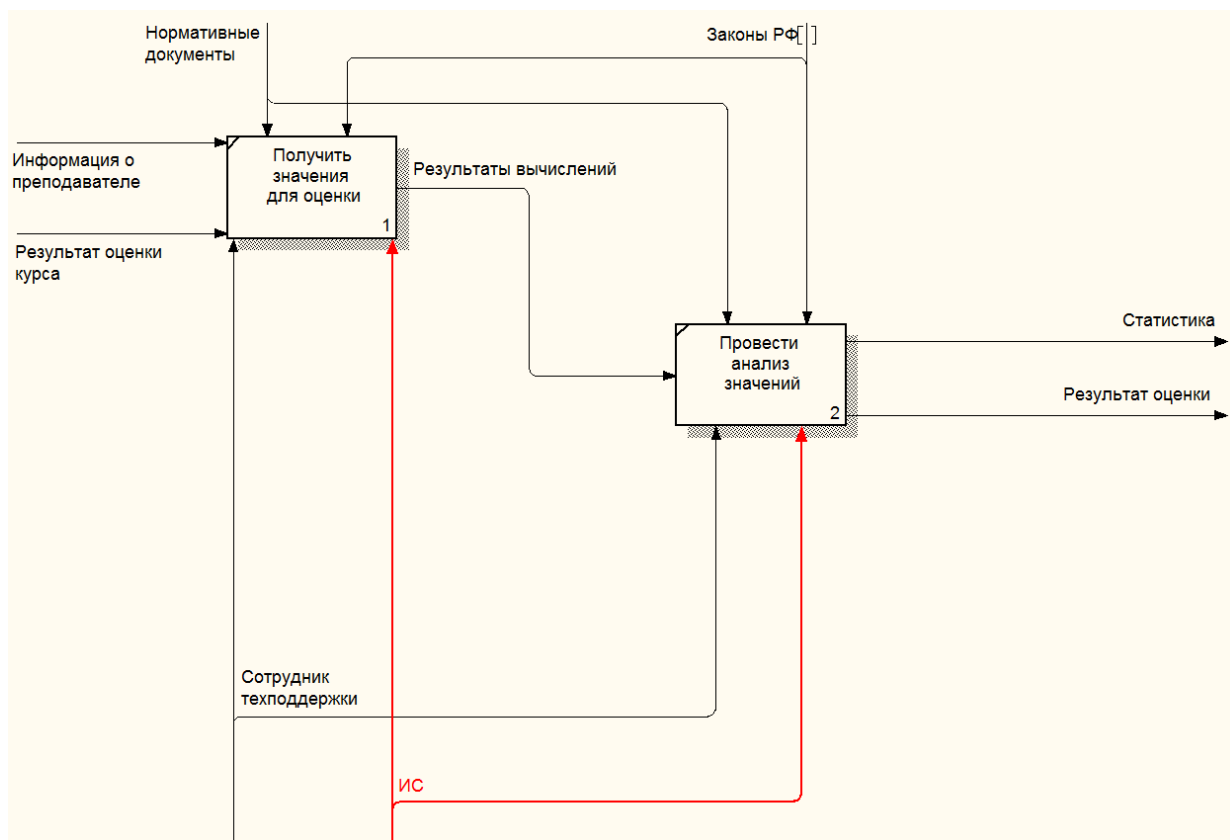 Нормативные
документы
Законы РФ[ ]
Информация о
преподавателе
Получить
значения
для оценки
1
Результаты вычислений
Результат оценки
курса
Провести
анализ
значений
2
Статистика
Результат оценки
Сотрудник
техподдержки
ИС